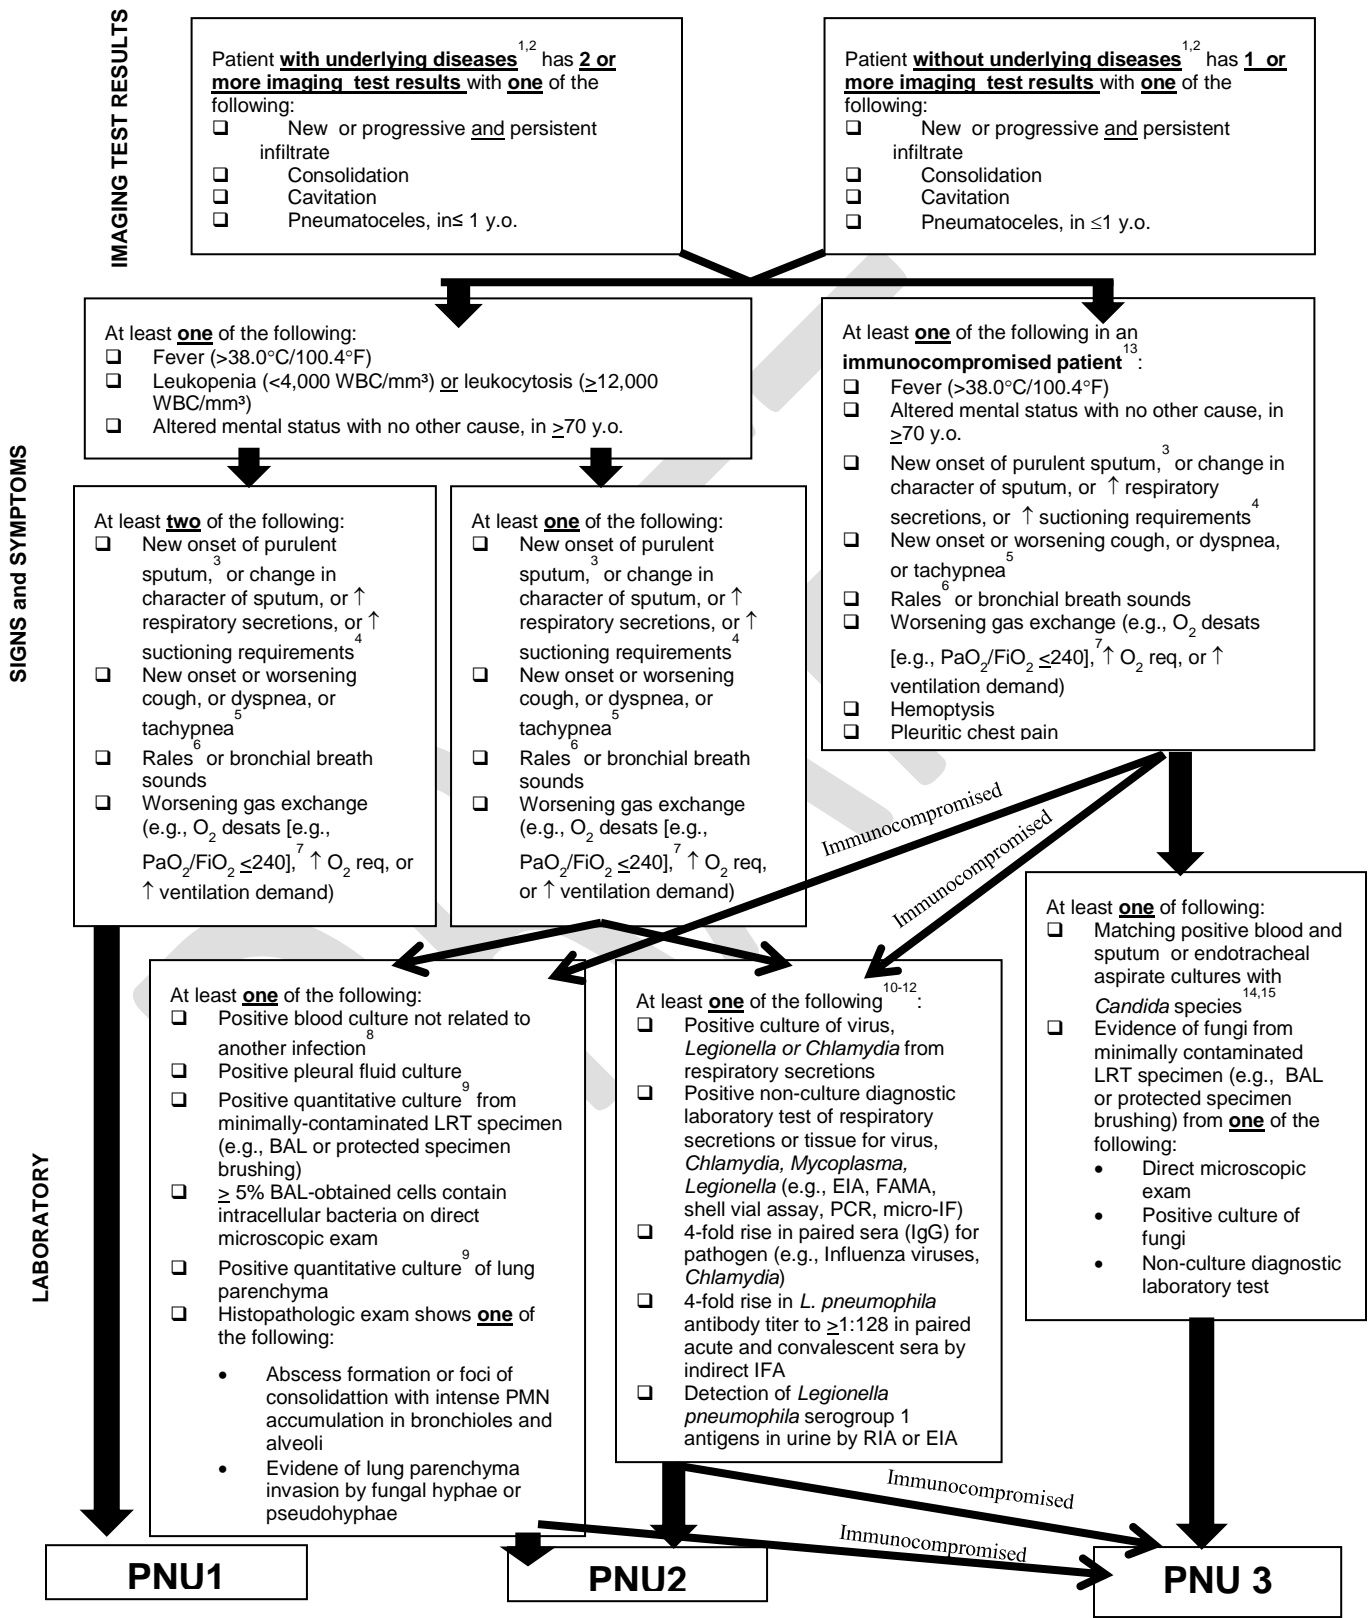 IMAGING TEST RESULTS
Patient with underlying diseases1,2 has 2 or
more imaging test results with one of the
following:
❑ New or progressive and persistent
infiltrate
❑ Consolidation
❑ Cavitation
❑ Pneumatoceles, in≤ 1 y.o.
Patient without underlying diseases1,2 has 1 or
more imaging test results with one of the
following:
❑ New or progressive and persistent
infiltrate
❑ Consolidation
❑ Cavitation
❑ Pneumatoceles, in ≤1 y.o.
SIGNS and SYMPTOMS
At least one of the following:
❑ Fever (>38.0°C/100.4°F)
❑ Leukopenia (<4,000 WBC/mm³) or leukocytosis (≥12,000
WBC/mm³)
❑ Altered mental status with no other cause, in ≥70 y.o.
At least one of the following in an
immunocompromised patient13:
❑ Fever (>38.0°C/100.4°F)
❑ Altered mental status with no other cause, in
≥70 y.o.
❑ New onset of purulent sputum,3 or change in
character of sputum, or ↑ respiratory
secretions, or ↑ suctioning requirements4
❑ New onset or worsening cough, or dyspnea,
or tachypnea5
❑ Rales6 or bronchial breath sounds
❑ Worsening gas exchange (e.g., O2 desats
[e.g., PaO2/FiO2 ≤240],7↑ O2 req, or ↑
ventilation demand)
❑ Hemoptysis
❑ Pleuritic chest pain
At least two of the following:
❑ New onset of purulent
sputum,3 or change in
character of sputum, or ↑
respiratory secretions, or ↑
suctioning requirements4
❑ New onset or worsening
cough, or dyspnea, or
tachypnea5
❑ Rales6 or bronchial breath
sounds
❑ Worsening gas exchange
(e.g., O2 desats [e.g.,
PaO2/FiO2 ≤240],7 ↑ O2 req, or
↑ ventilation demand)
At least one of the following:
❑ New onset of purulent
sputum,3 or change in
character of sputum, or ↑
respiratory secretions, or ↑
suctioning requirements4
❑ New onset or worsening
cough, or dyspnea, or
tachypnea5
❑ Rales6 or bronchial breath
sounds
❑ Worsening gas exchange
(e.g., O2 desats [e.g.,
PaO2/FiO2 ≤240],7 ↑ O2 req,
or ↑ ventilation demand)
Immunocompromised
Immunocompromised
LABORATORY
At least one of the following:
❑ Positive blood culture not related to
another infection8
❑ Positive pleural fluid culture
❑ Positive quantitative culture9 from
minimally-contaminated LRT specimen
(e.g., BAL or protected specimen
brushing)
❑ ≥ 5% BAL-obtained cells contain
intracellular bacteria on direct
microscopic exam
❑ Positive quantitative culture9 of lung
parenchyma
❑ Histopathologic exam shows one of
the following:
• Abscess formation or foci of
consolidattion with intense PMN
accumulation in bronchioles and
alveoli
• Evidene of lung parenchyma
invasion by fungal hyphae or
pseudohyphae
At least one of the following10-12:
❑ Positive culture of virus,
Legionella or Chlamydia from
respiratory secretions
❑ Positive non-culture diagnostic
laboratory test of respiratory
secretions or tissue for virus,
Chlamydia, Mycoplasma,
Legionella (e.g., EIA, FAMA,
shell vial assay, PCR, micro-IF)
❑ 4-fold rise in paired sera (IgG) for
pathogen (e.g., Influenza viruses,
Chlamydia)
❑ 4-fold rise in L. pneumophila
antibody titer to ≥1:128 in paired
acute and convalescent sera by
indirect IFA
❑ Detection of Legionella
pneumophila serogroup 1
antigens in urine by RIA or EIA
At least one of following:
❑ Matching positive blood and
sputum or endotracheal
aspirate cultures with
Candida species14,15
❑ Evidence of fungi from
minimally contaminated
LRT specimen (e.g., BAL
or protected specimen
brushing) from one of the
following:
• Direct microscopic
exam
• Positive culture of
fungi
• Non-culture diagnostic
laboratory test
Immunocompromised
Immunocompromised
PNU1
PNU2
PNU 3